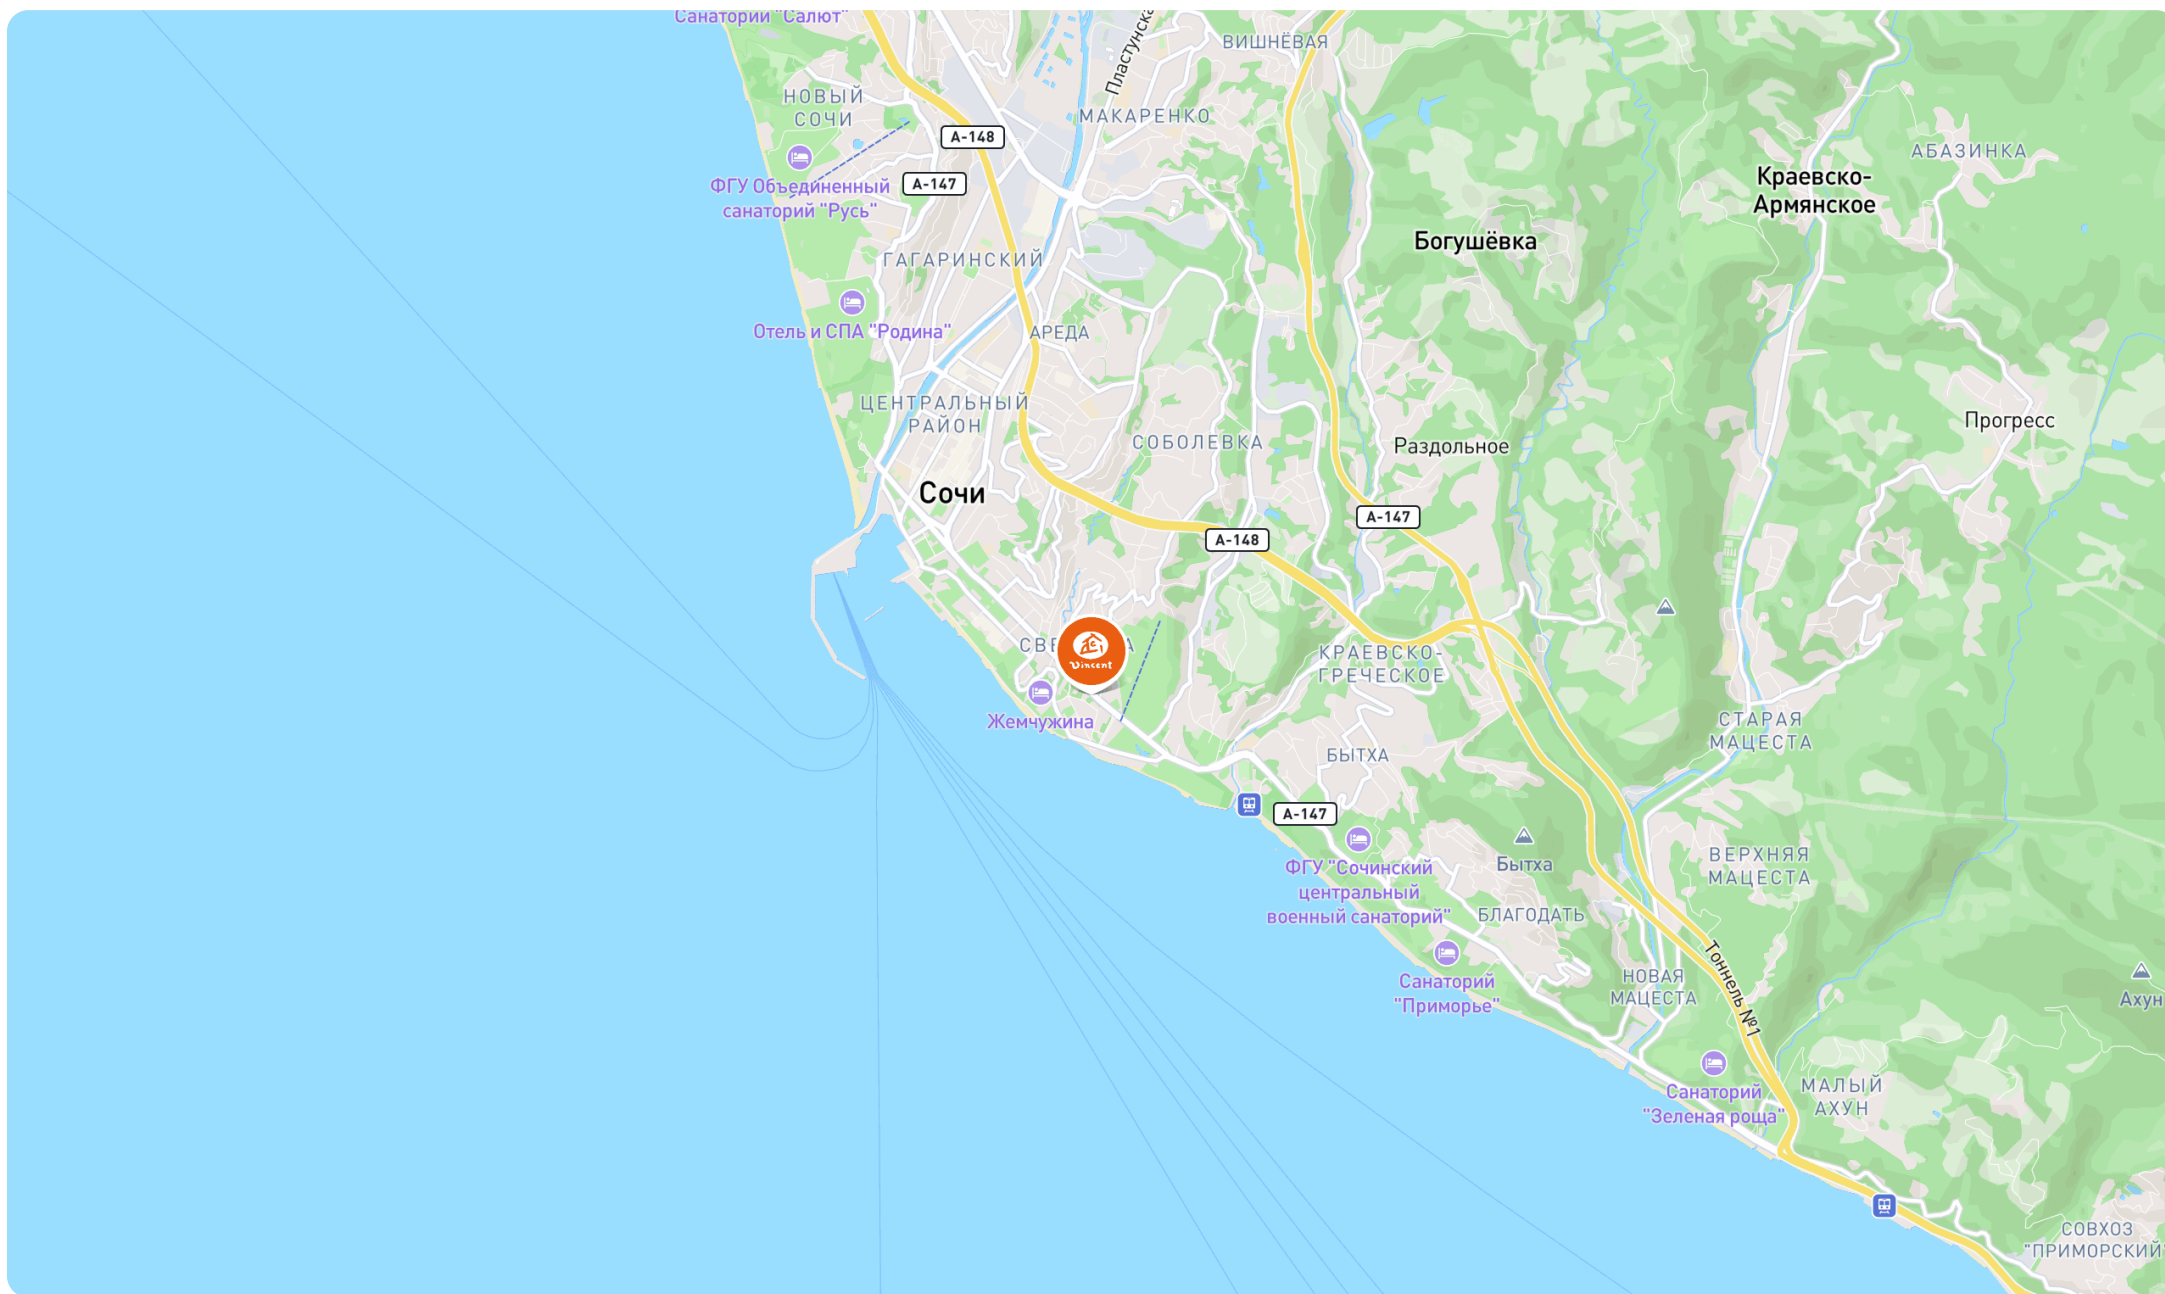 Санаторий "Салют"
Пластунска
ВИШНЁВАЯ
НОВЫЙ
СОЧИ
МАКАРЕНКО
А-148
АБАЗИНКА
ФГУ Объединенный
санаторий "Русь"
А-147
Краевско-
Армянское
Богушёвка
ГАГАРИНСКИЙ
Отель и СПА "Родина"
АРЕДА
ЦЕНТРАЛЬНЫЙ
РАЙОН
СОБОЛЕВКА
Раздольное
Прогресс
Сочи
А-147
А-148
СВЕ
А
Vincent
КРАЕВСКО-
ГРЕЧЕСКОЕ
Жемчужина
СТАРАЯ
МАЦЕСТА
БЫТХА
А-147
ФГУ "Сочинский
центральный
военный санаторий"
Бытха
ВЕРХНЯЯ
МАЦЕСТА
БЛАГОДАТЬ
Санаторий
"Приморье"
НОВАЯ
МАЦЕСТА
Тоннель №1
Ахун
Санаторий
"Зеленая роща"
МАЛЫЙ
АХУН
СОВХОЗ
"ПРИМОРСКИЙ"